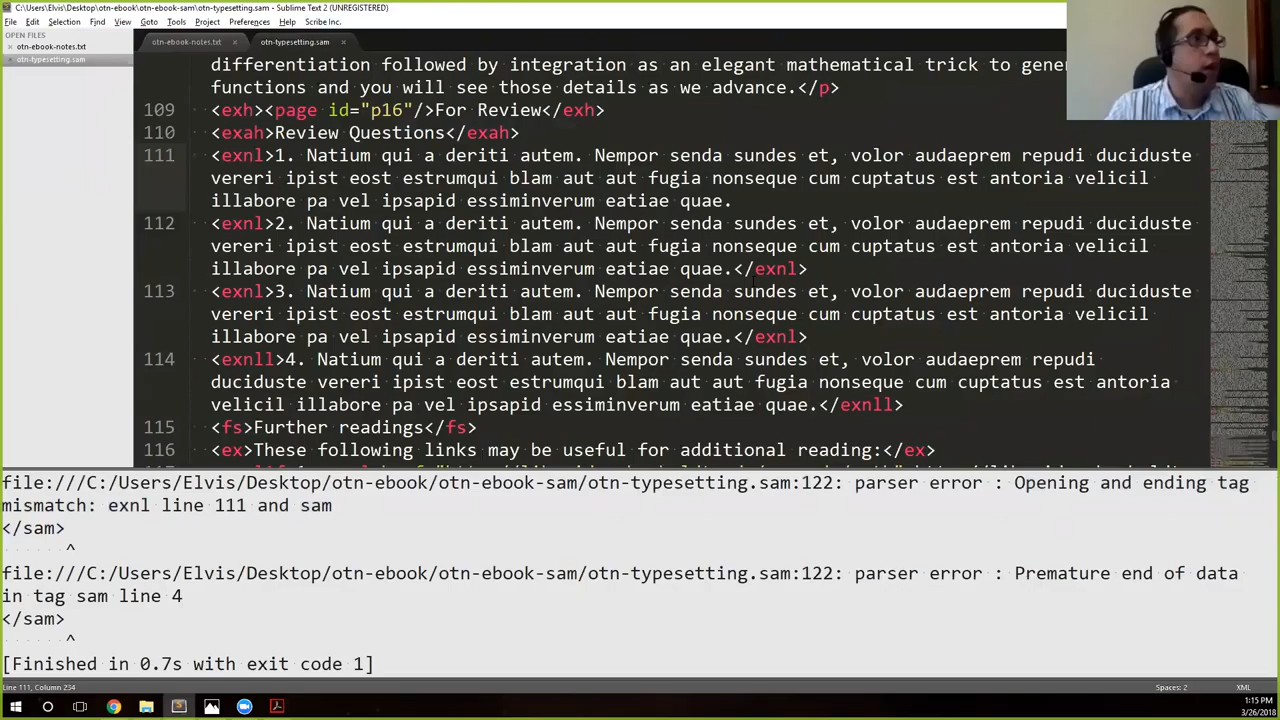 C:\Users\Elvis\Desktop\otn-ebook\otn-ebook-sam\otn-typesetting.sam - Sublime Text 2 (UNREGISTERED)
File Edit Selection Find View Goto Tools Project Preferences Help Scribe Inc.
OPEN FILES
otn-ebook-notes.txt
otn-typesetting.sam
otn-ebook-notes.txt × otn-typesetting.sam ×
differentiation followed by integration as an elegant mathematical trick to gene
functions and you will see those details as we advance.</p>
109 <exh><page id="p16"/>For Review</exh>
110 <exah>Review Questions</exah>
111 <exnl>1. Natium qui a deriti autem. Nempor senda sundes et, volor audaeprem repudi duciduste
vereri ipist eost estrumqui blam aut aut fugia nonseque cum cuptatus est antoria velicil
illabore pa vel ipsapid essiminverum eatiae quae.
112 <exnl>2. Natium qui a deriti autem. Nempor senda sundes et, volor audaeprem repudi duciduste
vereri ipist eost estrumqui blam aut aut fugia nonseque cum cuptatus est antoria velicil
illabore pa vel ipsapid essiminverum eatiae quae.</exnl>
113 <exnl>3. Natium qui a deriti autem. Nempor senda sundes et, volor audaeprem repudi duciduste
vereri ipist eost estrumqui blam aut aut fugia nonseque cum cuptatus est antoria velicil
illabore pa vel ipsapid essiminverum eatiae quae.</exnl>
114 <exnll>4. Natium qui a deriti autem. Nempor senda sundes et, volor audaeprem repudi
duciduste vereri ipist eost estrumqui blam aut aut fugia nonseque cum cuptatus est antoria
velicil illabore pa vel ipsapid essiminverum eatiae quae.</exnll>
115 <fs>Further readings</fs>
116 <ex>These following links may be useful for additional reading:</ex>
file:///C:/Users/Elvis/Desktop/otn-ebook/otn-ebook-sam/otn-typesetting.sam:122: parser error : Opening and ending tag
mismatch: exnl line 111 and sam
</sam>
^
file:///C:/Users/Elvis/Desktop/otn-ebook/otn-ebook-sam/otn-typesetting.sam:122: parser error : Premature end of data
in tag sam line 4
</sam>
^
[Finished in 0.7s with exit code 1]
Line 111, Column 234 Spaces: 2 XML
1:15 PM
3/26/2018